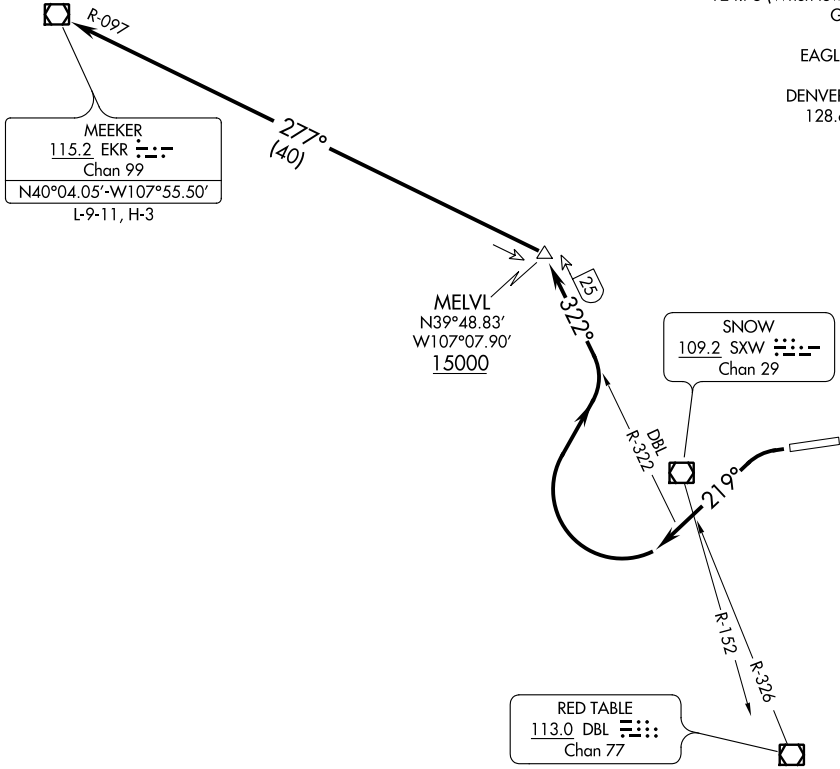 G
EAGL
DENVE
128.
R-097
MEEKER
115.2 EKR
Chan 99
N40°04.05'-W107°55.50'
L-9-11, H-3
277°
(40)
MELVL
N39°48.83'
W107°07.90'
15000
25
322°
SNOW
109.2 SXW
Chan 29
DBL
R-322
219°
R-152
R-326
RED TABLE
113.0 DBL
Chan 77